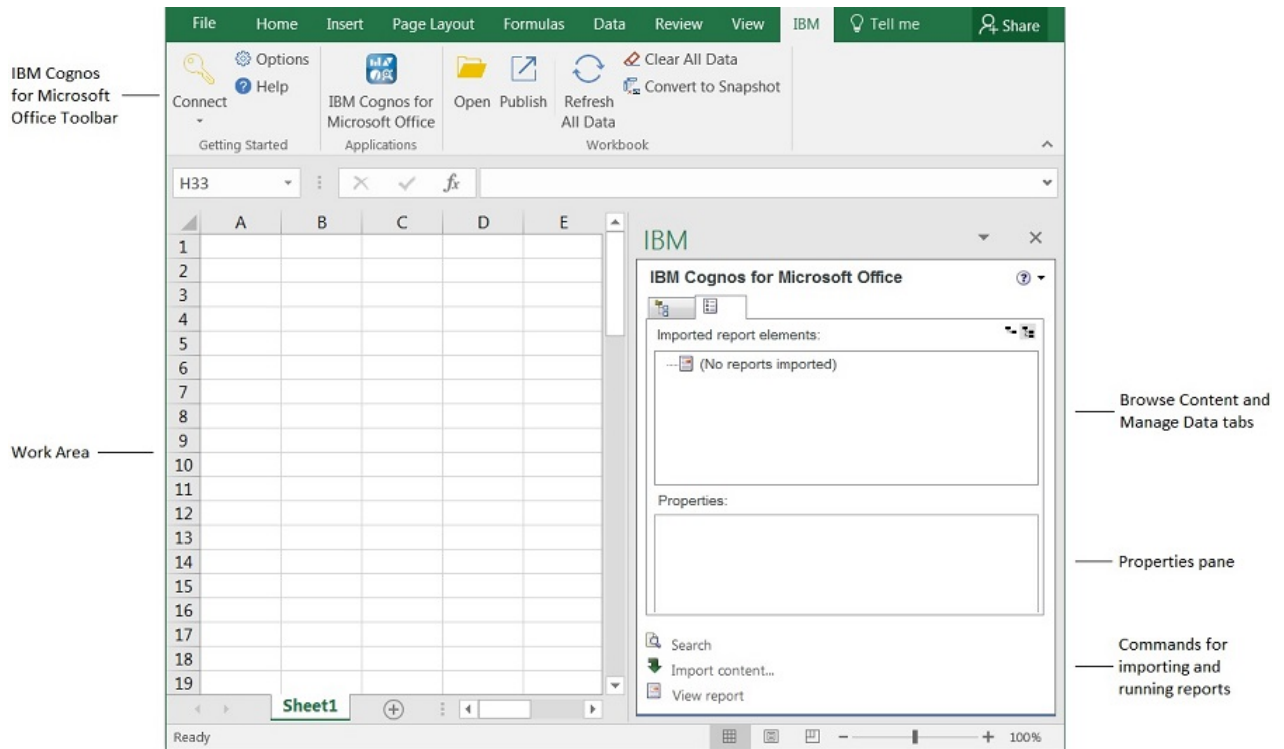 File Home Insert Page Layout Formulas Data Review View IBM Tell me Share
IBM Cognos
for Microsoft
Office Toolbar
Connect
Options
Help
Getting Started
IBM Cognos for
Microsoft Office
Applications
Open Publish
Refresh
All Data
Clear All Data
Convert to Snapshot
Workbook
H33
fx
A B C D E
1
2
3
4
5
6
7
8
9
10
11
12
13
14
15
16
17
18
19
Work Area
IBM
IBM Cognos for Microsoft Office
Imported report elements:
(No reports imported)
Properties:
Search
Import content...
View report
Browse Content and
Manage Data tabs
Properties pane
Commands for
importing and
running reports
Sheet1
Ready
100%